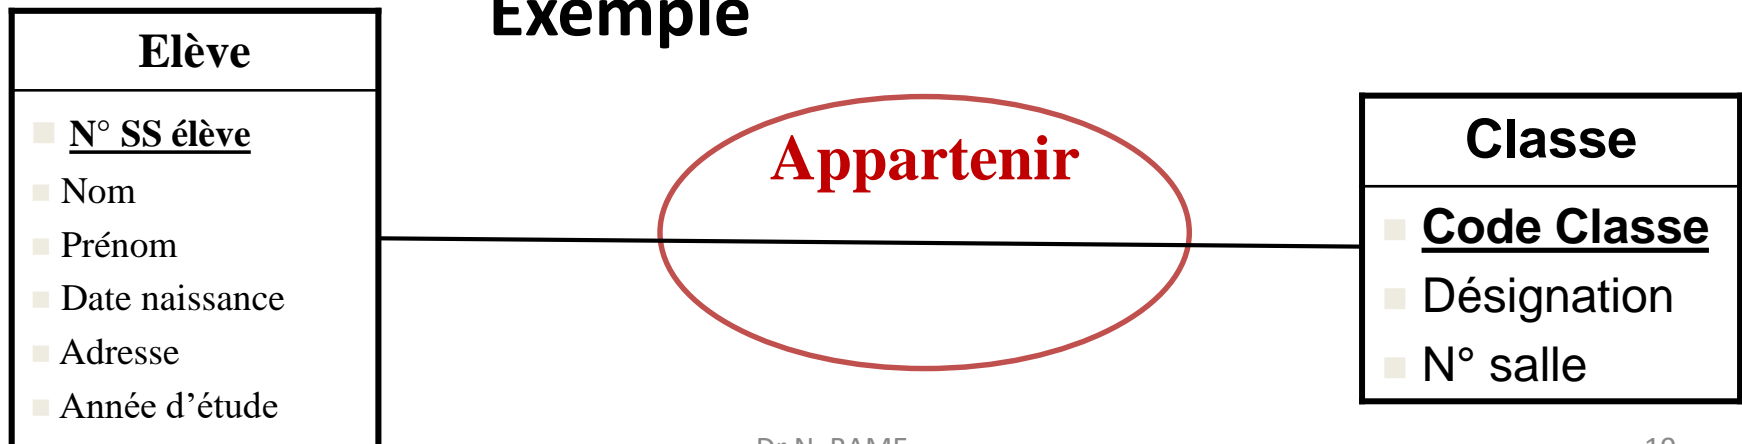 Exemple
Elève
N° SS élève
Nom
Prénom
Date naissance
Adresse
Année d’étude
Appartenir
Classe
Code Classe
Désignation
N° salle